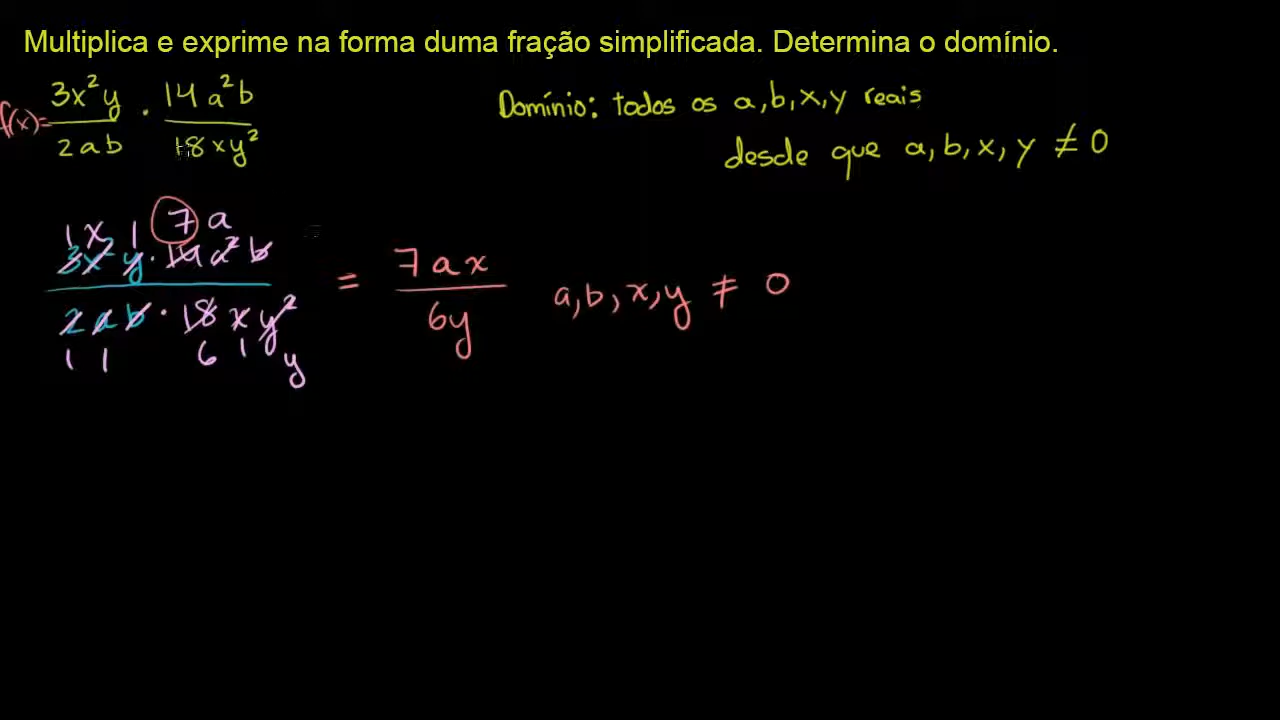 Multiplica e exprime na forma duma fração simplificada. Determina o domínio.
f(x)= 3x²y / 2ab · 14a²b / 18xy²
Domínio: todos os a,b,x,y reais
desde que a,b,x,y ≠ 0
1 x 1 7 a
3x²y · 14a²b
2ab · 18xy²
1 1 6 1 y
= 7ax / 6y a,b,x,y ≠ 0